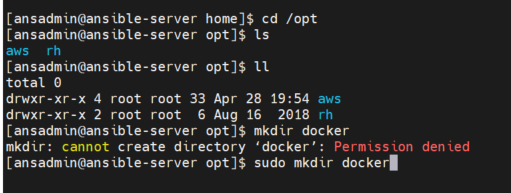 [ansadmin@ansible-server home]$ cd /opt
[ansadmin@ansible-server opt]$ ls
aws  rh
[ansadmin@ansible-server opt]$ ll
total 0
drwxr-xr-x 4 root root 33 Apr 28 19:54 aws
drwxr-xr-x 2 root root  6 Aug 16  2018 rh
[ansadmin@ansible-server opt]$ mkdir docker
mkdir: cannot create directory ‘docker’: Permission denied
[ansadmin@ansible-server opt]$ sudo mkdir docker